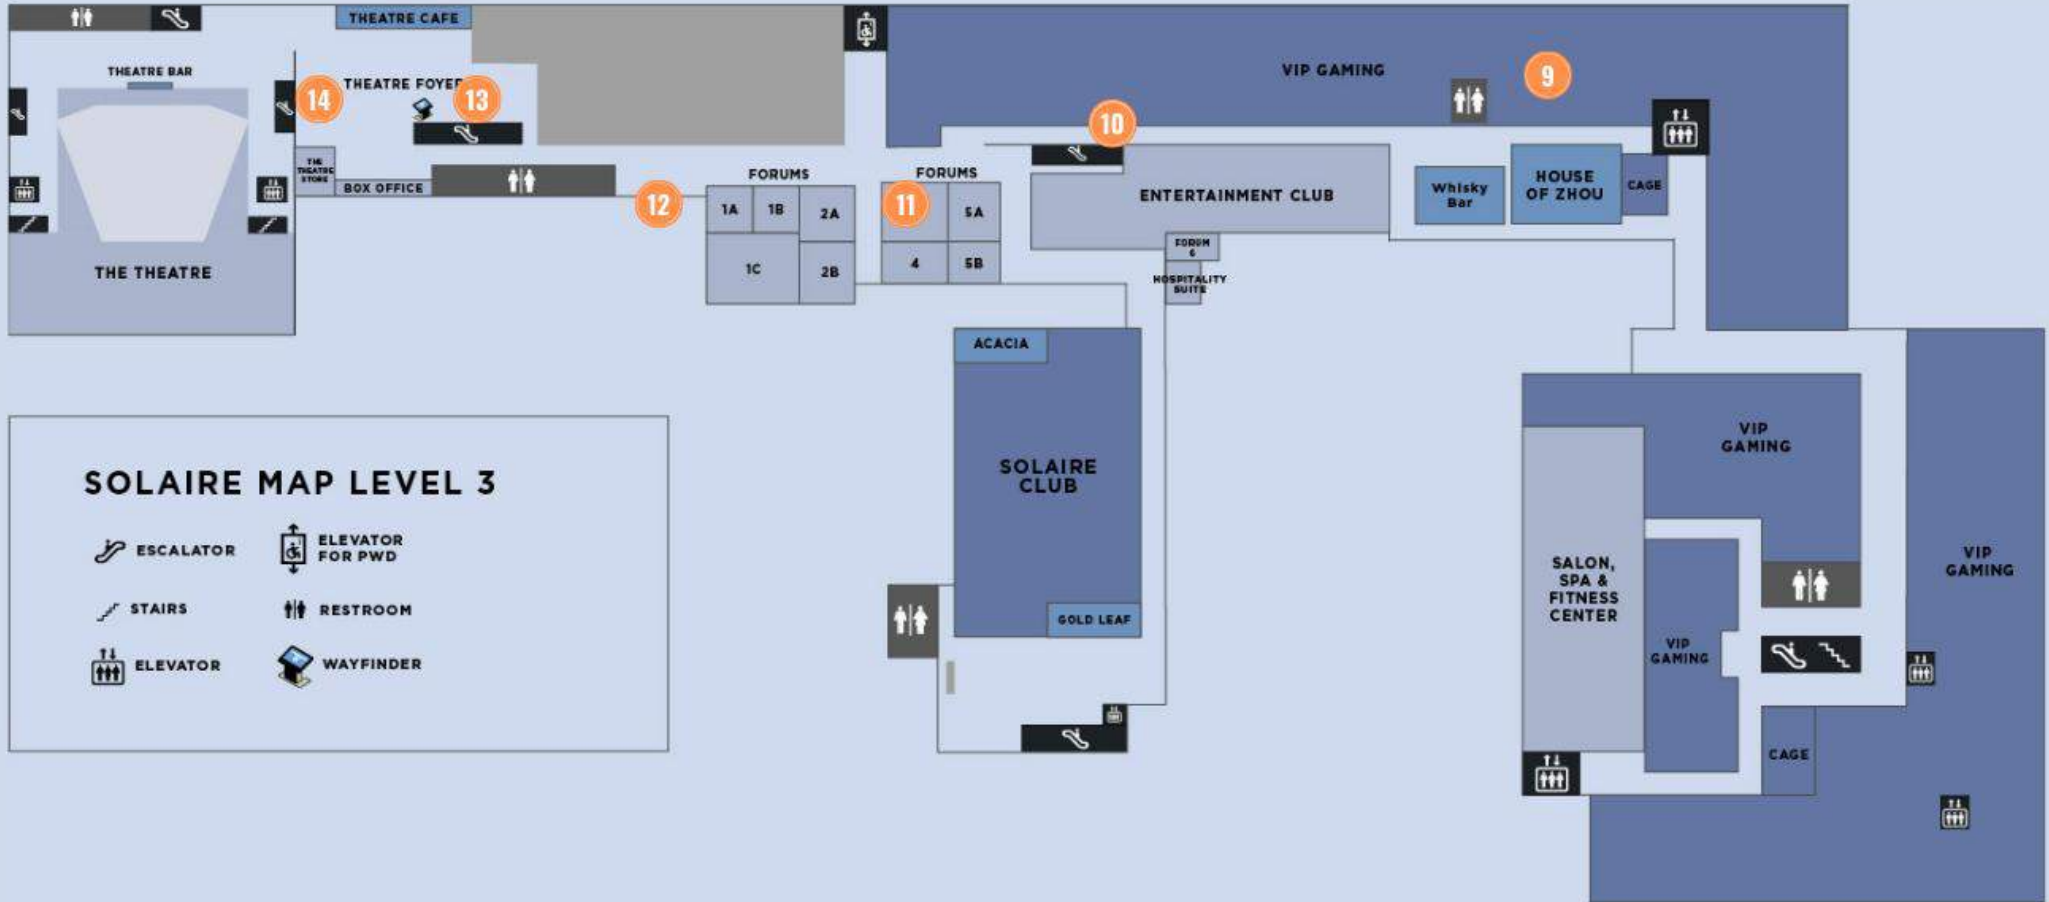 THEATRE CAFE
THEATRE BAR
VIP GAMING
9
THEATRE FOYER
14
13
10
THE
THEATRE
STORE
BOX OFFICE
FORUMS
FORUMS
12
1A
1B
2A
11
5A
ENTERTAINMENT CLUB
Whisky
Bar
HOUSE
OF ZHOU
CAGE
THE THEATRE
1C
2B
4
5B
FORUM
6
HOSPITALITY
SUITE
ACACIA
SOLAIRE
CLUB
GOLD LEAF
VIP
GAMING
SALON,
SPA &
FITNESS
CENTER
VIP
GAMING
VIP
GAMING
CAGE
SOLAIRE MAP LEVEL 3
ESCALATOR
ELEVATOR
FOR PWD
STAIRS
RESTROOM
ELEVATOR
WAYFINDER